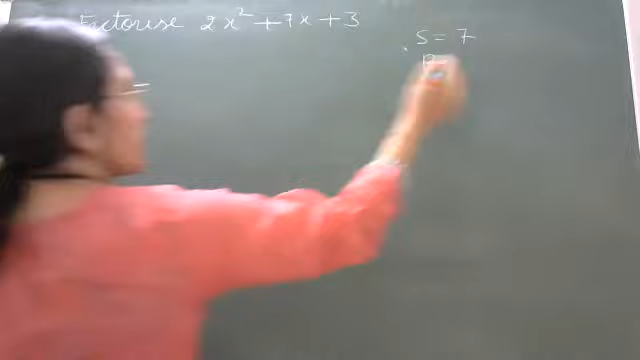 Factorise 2x² + 7x + 3
S = 7
P